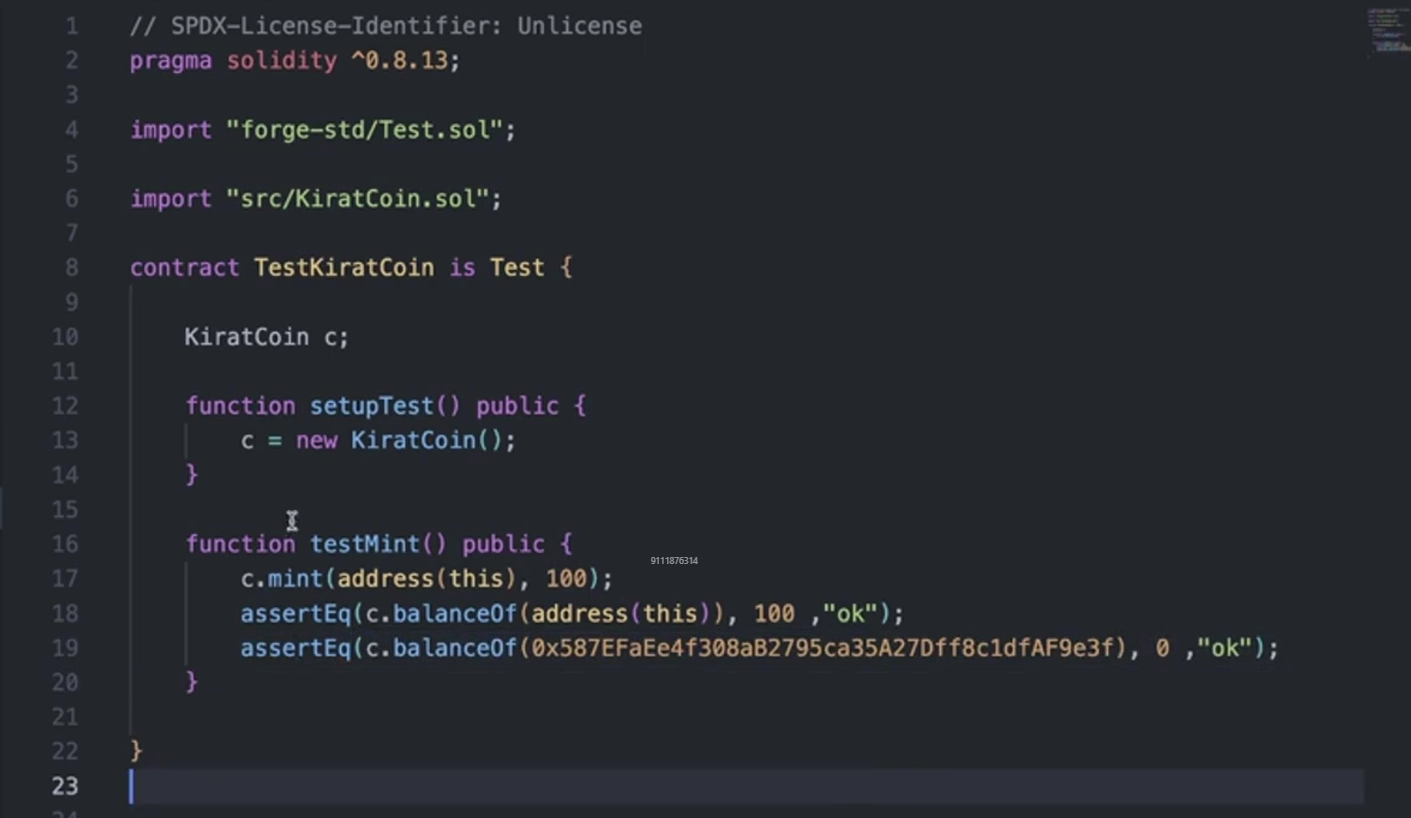 1 // SPDX-License-Identifier: Unlicense
2 pragma solidity ^0.8.13;
3
4 import "forge-std/Test.sol";
5
6 import "src/KiratCoin.sol";
7
8 contract TestKiratCoin is Test {
9
10 KiratCoin c;
11
12 function setupTest() public {
13 c = new KiratCoin();
14 }
15
16 function testMint() public {
9111876314
17 c.mint(address(this), 100);
18 assertEq(c.balanceOf(address(this)), 100 ,"ok");
19 assertEq(c.balanceOf(0x587EFaEe4f308aB2795ca35A27Dff8c1dfAF9e3f), 0 ,"ok");
20 }
21
22 }
23